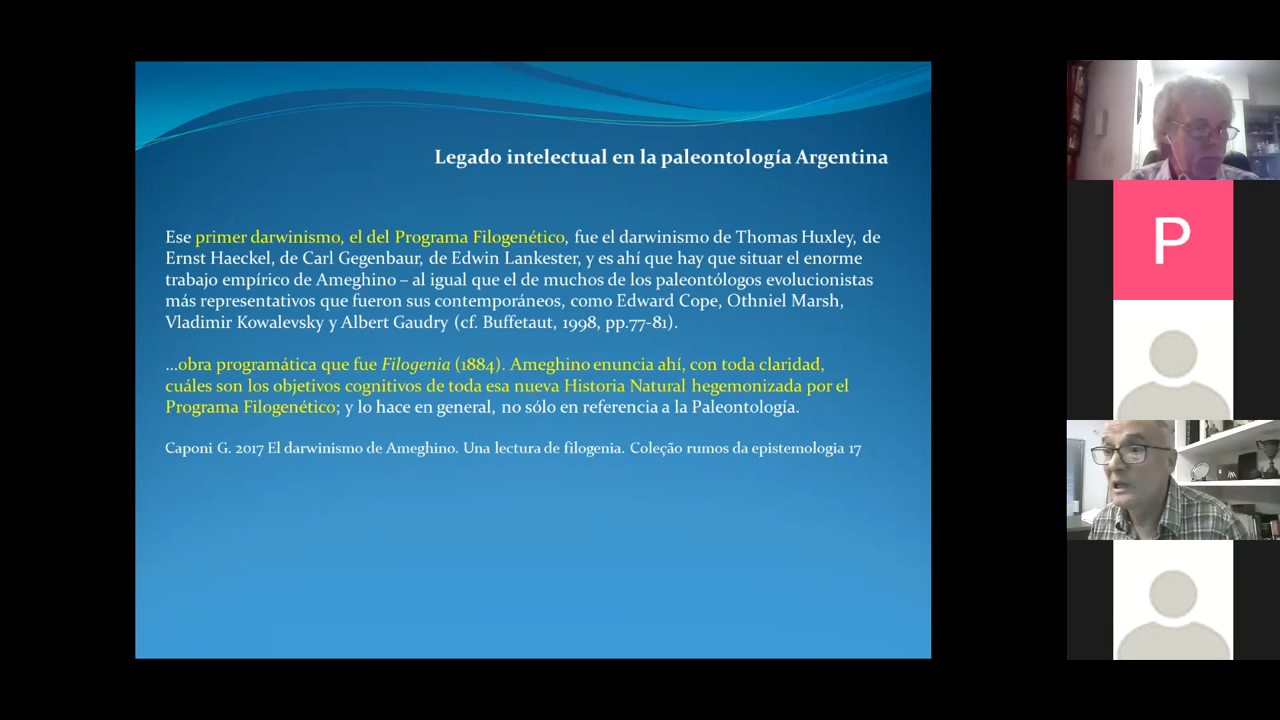 Legado intelectual en la paleontología Argentina
Ese primer darwinismo, el del Programa Filogenético, fue el darwinismo de Thomas Huxley, de
Ernst Haeckel, de Carl Gegenbaur, de Edwin Lankester, y es ahí que hay que situar el enorme
trabajo empírico de Ameghino – al igual que el de muchos de los paleontólogos evolucionistas
más representativos que fueron sus contemporáneos, como Edward Cope, Othniel Marsh,
Vladimir Kowalevsky y Albert Gaudry (cf. Buffetaut, 1998, pp.77-81).
…obra programática que fue Filogenia (1884). Ameghino enuncia ahí, con toda claridad,
cuáles son los objetivos cognitivos de toda esa nueva Historia Natural hegemonizada por el
Programa Filogenético; y lo hace en general, no sólo en referencia a la Paleontología.
Caponi G. 2017 El darwinismo de Ameghino. Una lectura de filogenia. Coleção rumos da epistemologia 17
P